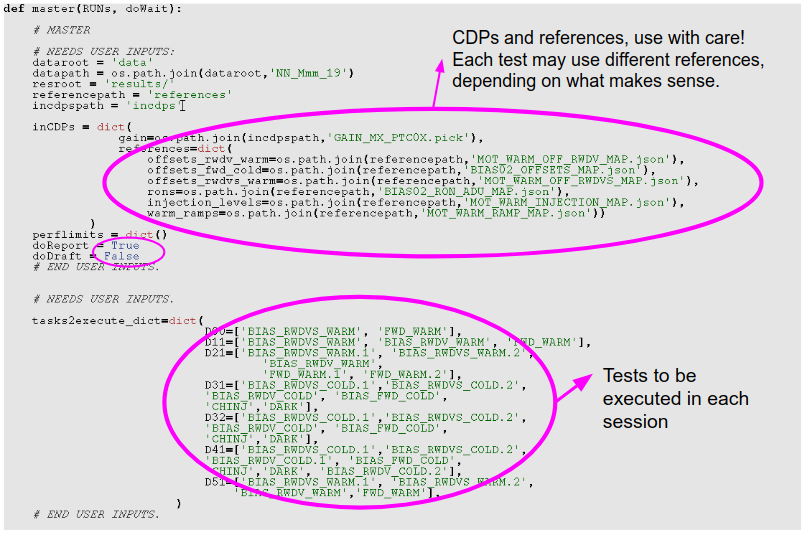 def master(RUNs, doWait):
# MASTER
# NEEDS USER INPUTS:
dataroot = 'data'
datapath = os.path.join(dataroot,'NN_Mmm_19')
resroot = 'results/'
referencepath = 'references'
incdpspath = 'incdps'
CDPs and references, use with care!
Each test may use different references,
depending on what makes sense.
inCDPs = dict(
gain=os.path.join(incdpspath,'GAIN_MX_PTC0X.pick'),
references=dict(
offsets_rwdv_warm=os.path.join(referencepath,'MOT_WARM_OFF_RWDV_MAP.json'),
offsets_fwd_cold=os.path.join(referencepath,'BIAS02_OFFSETS_MAP.json'),
offsets_rwdvs_warm=os.path.join(referencepath,'MOT_WARM_OFF_RWDVS_MAP.json'),
rons=os.path.join(referencepath,'BIAS02_RON_ADU_MAP.json'),
injection_levels=os.path.join(referencepath,'MOT_WARM_INJECTION_MAP.json'),
warm_ramps=os.path.join(referencepath,'MOT_WARM_RAMP_MAP.json'))
)
perflimits = dict()
doReport = True
doDraft = False
# END USER INPUTS.
# NEEDS USER INPUTS.
tasks2execute_dict=dict(
D00=['BIAS_RWDVS_WARM', 'FWD_WARM'],
D11=['BIAS_RWDVS_WARM', 'BIAS_RWDV_WARM', 'FWD_WARM'],
D21=['BIAS_RWDVS_WARM.1', 'BIAS_RWDVS_WARM.2',
'BIAS_RWDV_WARM',
'FWD_WARM.1', 'FWD_WARM.2'],
D31=['BIAS_RWDVS_COLD.1','BIAS_RWDVS_COLD.2',
'BIAS_RWDV_COLD', 'BIAS_FWD_COLD',
'CHINJ','DARK'],
D32=['BIAS_RWDVS_COLD.1','BIAS_RWDVS_COLD.2',
'BIAS_RWDV_COLD', 'BIAS_FWD_COLD',
'CHINJ','DARK'],
D41=['BIAS_RWDVS_COLD.1','BIAS_RWDVS_COLD.2',
'BIAS_RWDV_COLD.1', 'BIAS_FWD_COLD',
'CHINJ','DARK', 'BIAS_RWDV_COLD.2'],
D51=['BIAS_RWDVS_WARM.1', 'BIAS_RWDVS_WARM.2',
'BIAS_RWDV_WARM','FWD_WARM'],
)
# END USER INPUTS.
Tests to be
executed in each
session